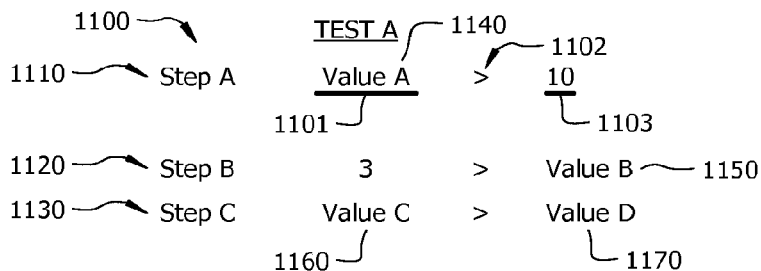 1100 TEST A 1140 1102
1110 Step A Value A > 10
1101 1103
1120 Step B 3 > Value B 1150
1130 Step C Value C > Value D
1160 1170